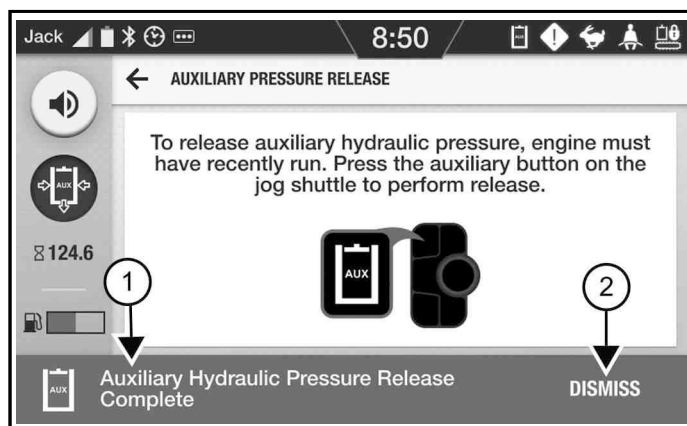 Jack 8:50
AUXILIARY PRESSURE RELEASE
To release auxiliary hydraulic pressure, engine must
have recently run. Press the auxiliary button on the
jog shuttle to perform release.
AUX
124.6
AUX
1
2
AUX
Auxiliary Hydraulic Pressure Release
Complete
DISMISS